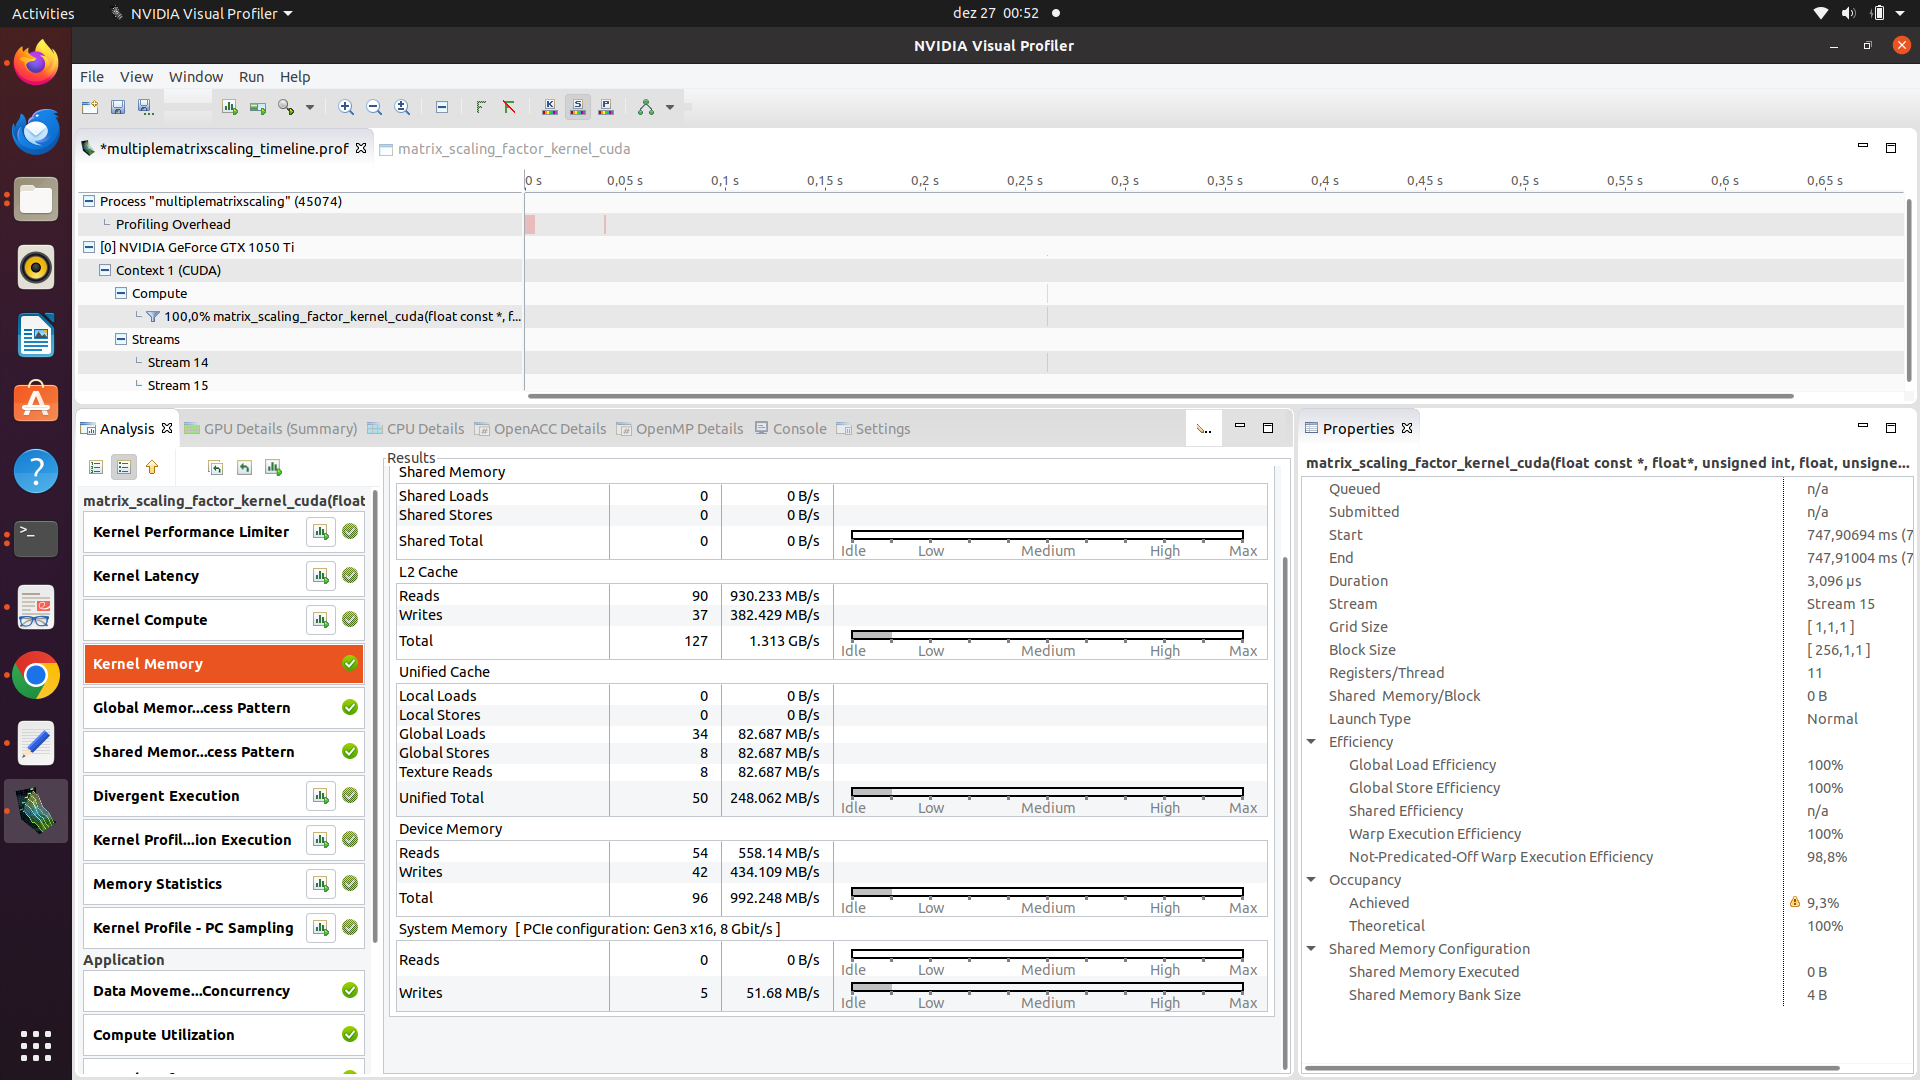 Activities NVIDIA Visual Profiler dez 27 00:52
NVIDIA Visual Profiler
File View Window Run Help
K S P
*multiplematrixscaling_timeline.prof matrix_scaling_factor_kernel_cuda
0 s 0,05 s 0,1 s 0,15 s 0,2 s 0,25 s 0,3 s 0,35 s 0,4 s 0,45 s 0,5 s 0,55 s 0,6 s 0,65 s
Process "multiplematrixscaling" (45074)
Profiling Overhead
[0] NVIDIA GeForce GTX 1050 Ti
Context 1 (CUDA)
Compute
100,0% matrix_scaling_factor_kernel_cuda(float const *, f...
Streams
Stream 14
Stream 15
Analysis GPU Details (Summary) CPU Details OpenACC Details OpenMP Details Console Settings
matrix_scaling_factor_kernel_cuda(float
Kernel Performance Limiter
Kernel Latency
Kernel Compute
Kernel Memory
Global Memor...cess Pattern
Shared Memor...cess Pattern
Divergent Execution
Kernel Profil...ion Execution
Memory Statistics
Kernel Profile - PC Sampling
Application
Data Moveme...Concurrency
Compute Utilization
Results
Shared Memory
Shared Loads 0 0 B/s
Shared Stores 0 0 B/s
Shared Total 0 0 B/s
Idle Low Medium High Max
L2 Cache
Reads 90 930.233 MB/s
Writes 37 382.429 MB/s
Total 127 1.313 GB/s
Idle Low Medium High Max
Unified Cache
Local Loads 0 0 B/s
Local Stores 0 0 B/s
Global Loads 34 82.687 MB/s
Global Stores 8 82.687 MB/s
Texture Reads 8 82.687 MB/s
Unified Total 50 248.062 MB/s
Idle Low Medium High Max
Device Memory
Reads 54 558.14 MB/s
Writes 42 434.109 MB/s
Total 96 992.248 MB/s
Idle Low Medium High Max
System Memory [ PCIe configuration: Gen3 x16, 8 Gbit/s ]
Reads 0 0 B/s
Idle Low Medium High Max
Writes 5 51.68 MB/s
Idle Low Medium High Max
Properties
matrix_scaling_factor_kernel_cuda(float const *, float*, unsigned int, float, unsigne...
Queued n/a
Submitted n/a
Start 747,90694 ms (7
End 747,91004 ms (7
Duration 3,096 µs
Stream Stream 15
Grid Size [ 1,1,1 ]
Block Size [ 256,1,1 ]
Registers/Thread 11
Shared Memory/Block 0 B
Launch Type Normal
Efficiency
Global Load Efficiency 100%
Global Store Efficiency 100%
Shared Efficiency n/a
Warp Execution Efficiency 100%
Not-Predicated-Off Warp Execution Efficiency 98,8%
Occupancy
Achieved 9,3%
Theoretical 100%
Shared Memory Configuration
Shared Memory Executed 0 B
Shared Memory Bank Size 4 B